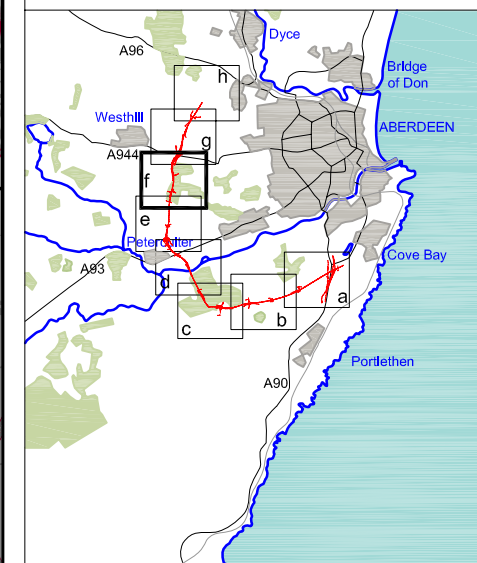 Dyce
A96
Bridge
of Don
h
Westhill
ABERDEEN
g
A944
f
e
Peterculter
Cove Bay
A93
d
a
b
c
Portlethen
A90